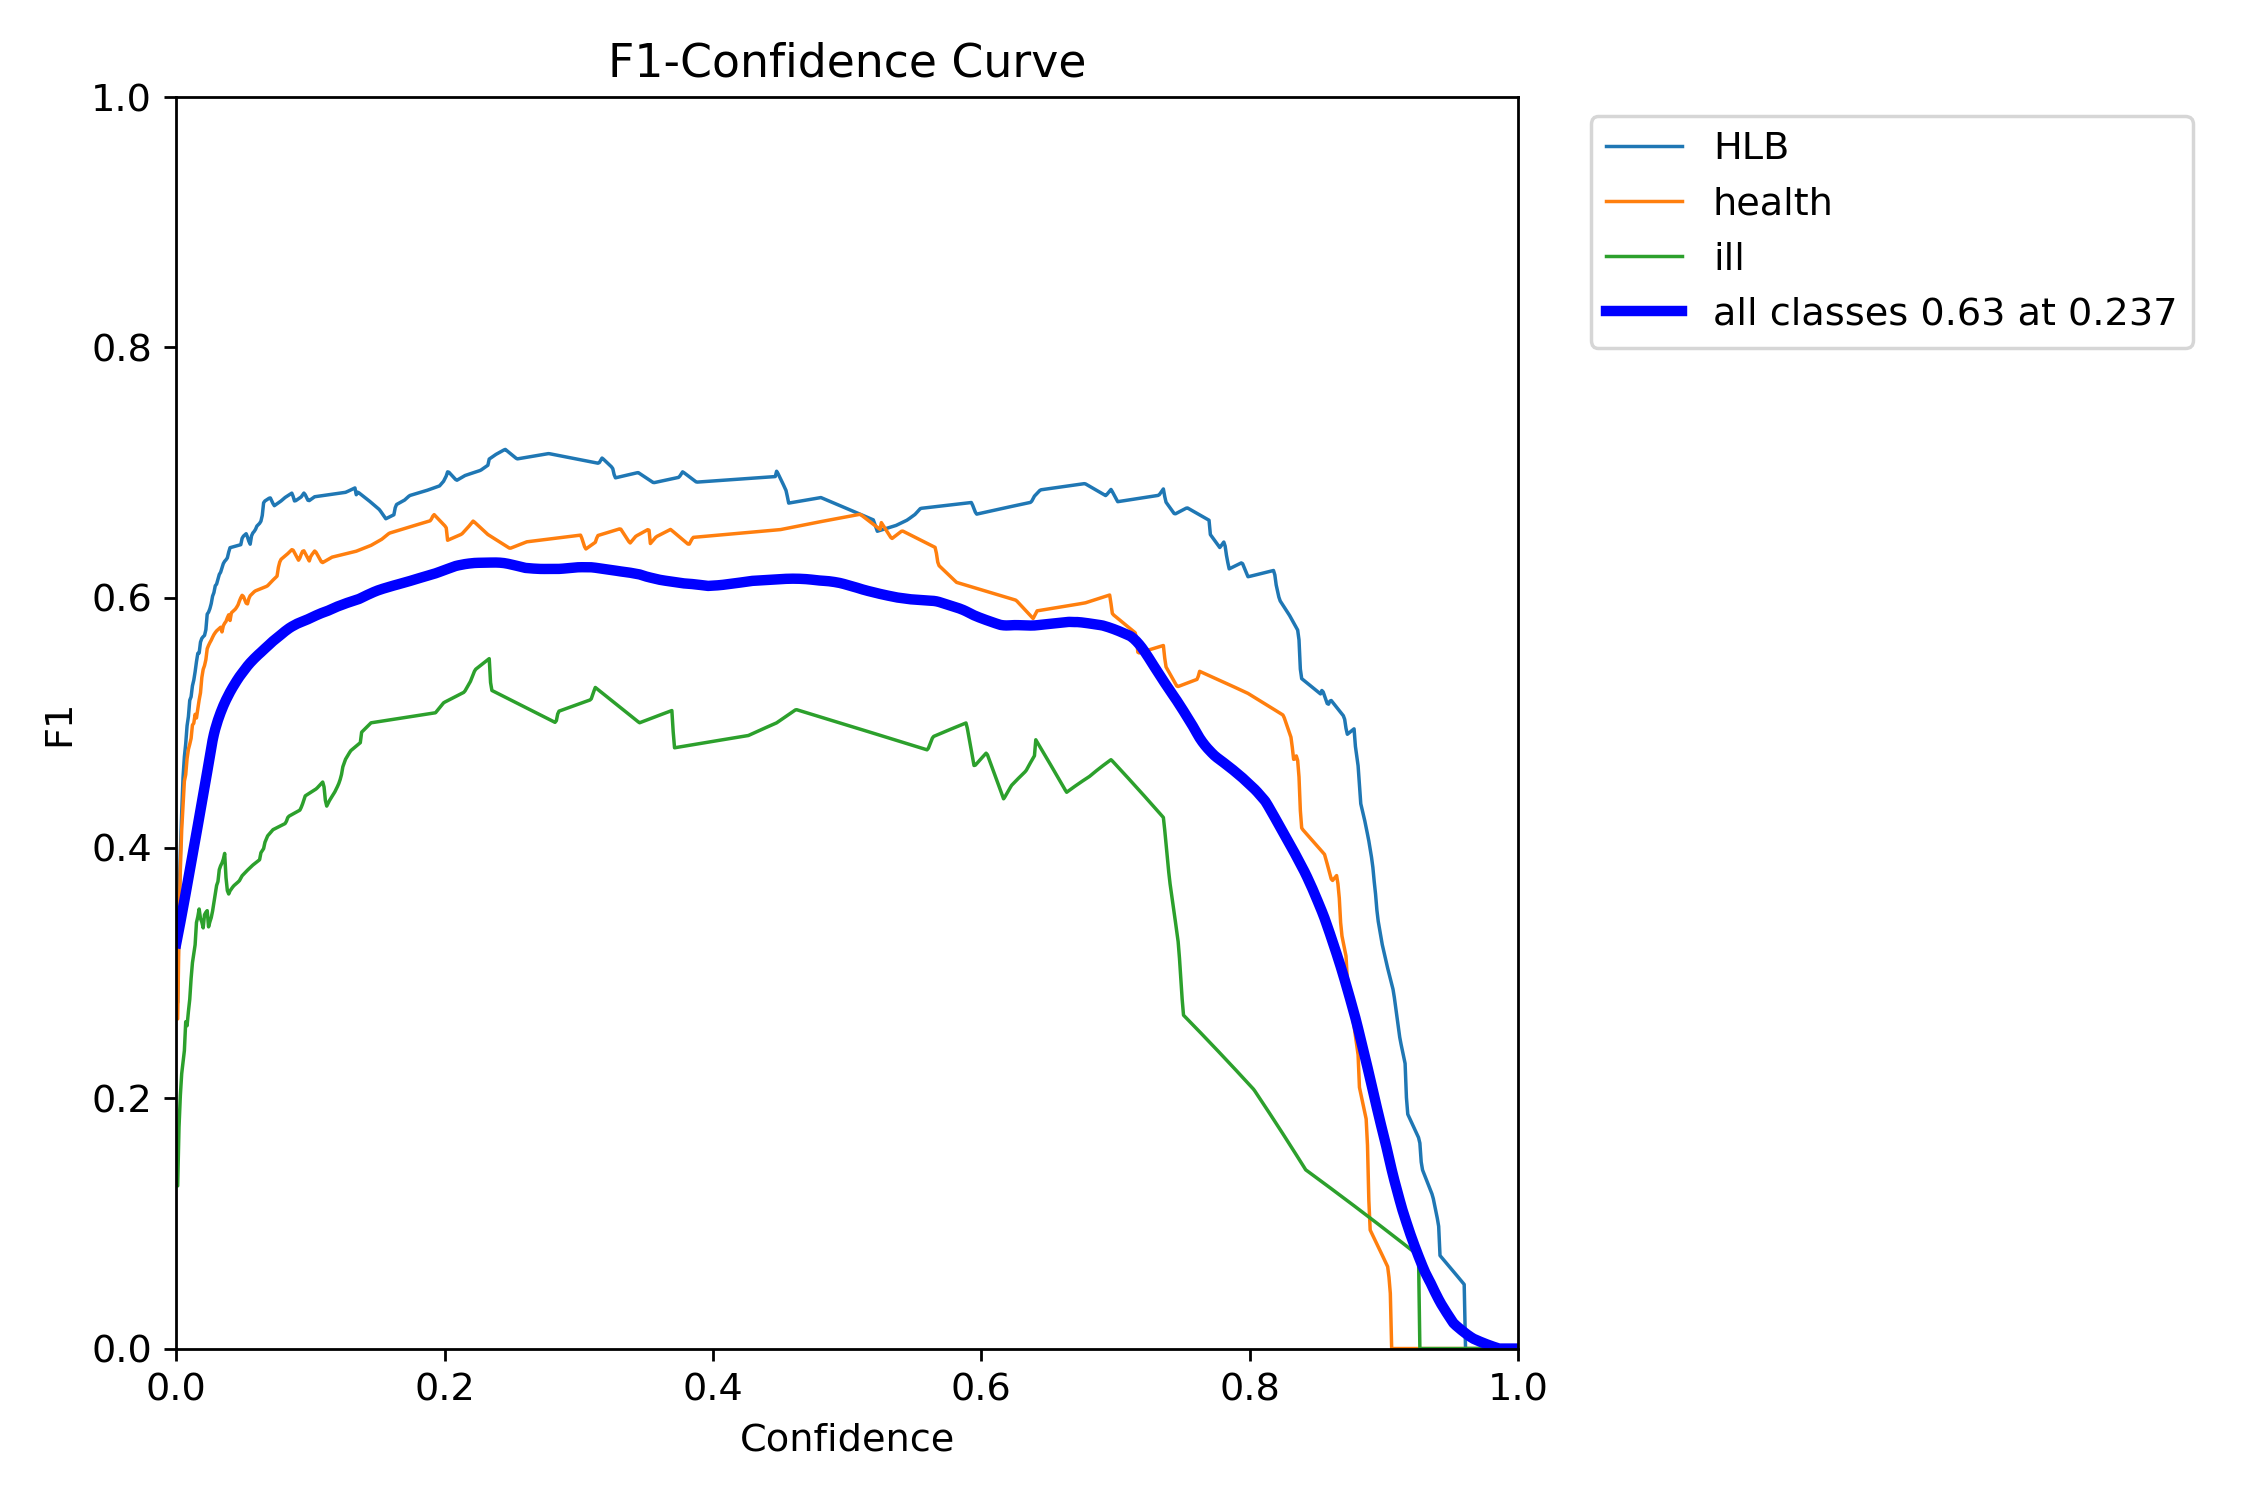 F1-Confidence Curve
1.0
0.8
0.6
0.4
0.2
0.0
F1
0.0 0.2 0.4 0.6 0.8 1.0
Confidence
HLB
health
ill
all classes 0.63 at 0.237